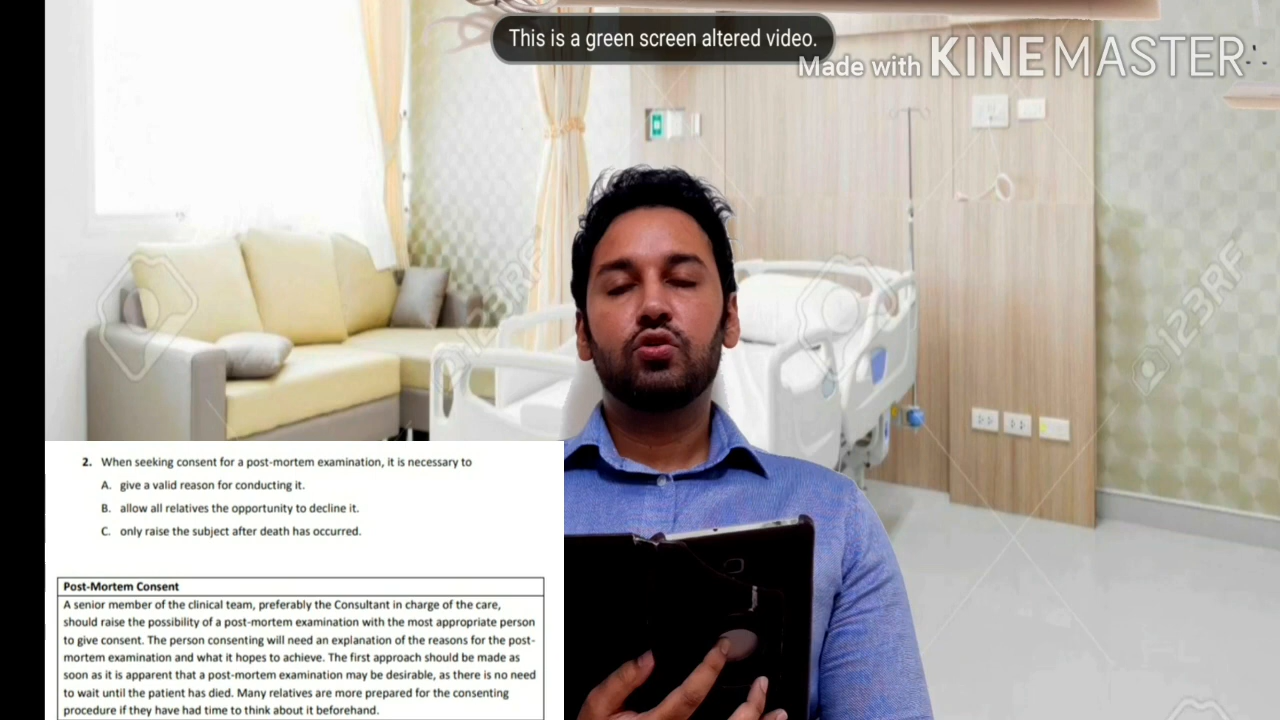 This is a green screen altered video.
Made with KINEMASTER
123RF
123RF
2. When seeking consent for a post-mortem examination, it is necessary to
A. give a valid reason for conducting it.
B. allow all relatives the opportunity to decline it.
C. only raise the subject after death has occurred.
Post-Mortem Consent
A senior member of the clinical team, preferably the Consultant in charge of the care,
should raise the possibility of a post-mortem examination with the most appropriate person
to give consent. The person consenting will need an explanation of the reasons for the post-
mortem examination and what it hopes to achieve. The first approach should be made as
soon as it is apparent that a post-mortem examination may be desirable, as there is no need
to wait until the patient has died. Many relatives are more prepared for the consenting
procedure if they have had time to think about it beforehand.